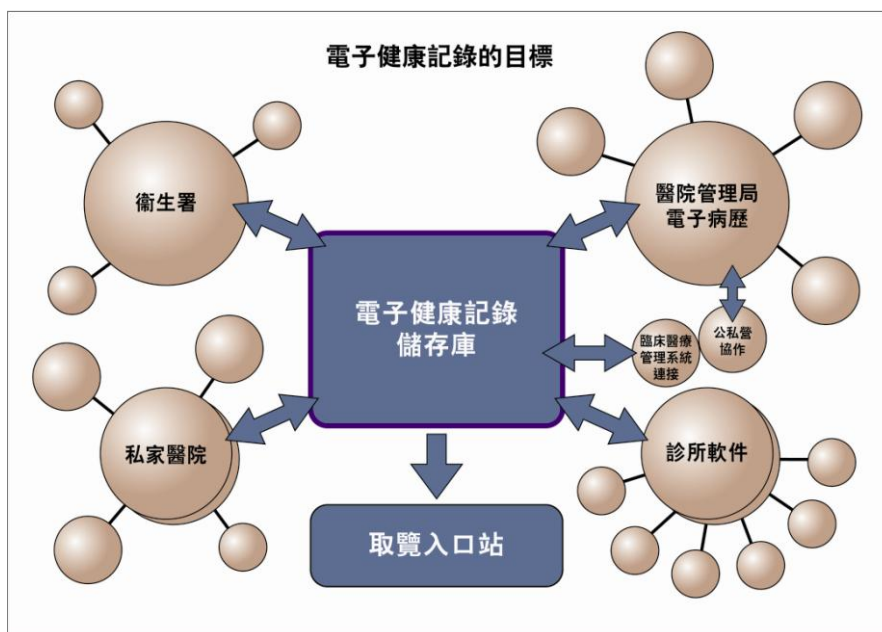 電子健康記錄的目標
衞生署
醫院管理局
電子病歷
電子健康記錄
儲存庫
公私營
協作
臨床醫療
管理系統
連接
私家醫院
診所軟件
取覽入口站